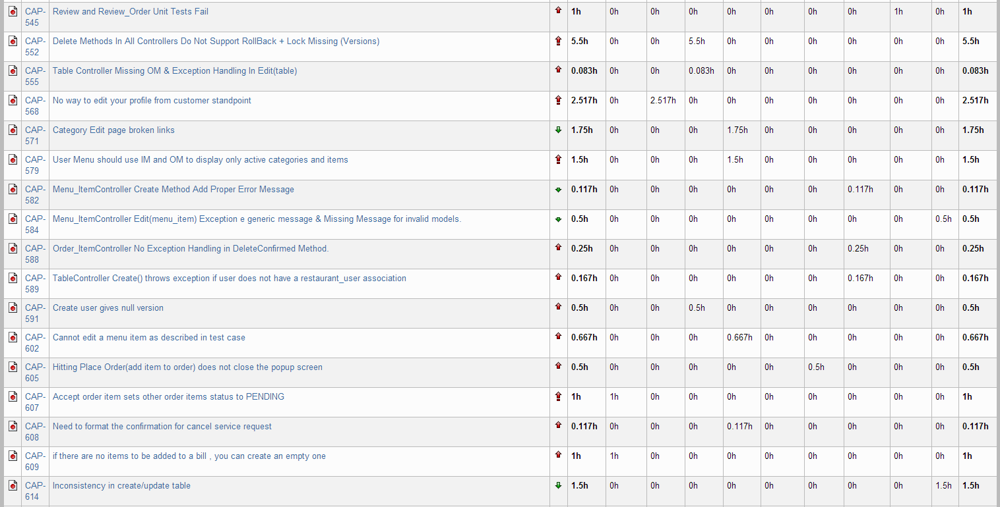 CAP- Review and Review_Order Unit Tests Fail 1h 0h 0h 0h 0h 0h 0h 0h 1h 0h 1h
545
CAP- Delete Methods In All Controllers Do Not Support RollBack + Lock Missing (Versions) 5.5h 0h 0h 5.5h 0h 0h 0h 0h 0h 0h 5.5h
552
CAP- Table Controller Missing OM & Exception Handling In Edit(table) 0.083h 0h 0h 0.083h 0h 0h 0h 0h 0h 0h 0.083h
555
CAP- No way to edit your profile from customer standpoint 2.517h 0h 2.517h 0h 0h 0h 0h 0h 0h 0h 2.517h
568
CAP- Category Edit page broken links 1.75h 0h 0h 0h 1.75h 0h 0h 0h 0h 0h 1.75h
571
CAP- User Menu should use IM and OM to display only active categories and items 1.5h 0h 0h 0h 1.5h 0h 0h 0h 0h 0h 1.5h
579
CAP- Menu_ItemController Create Method Add Proper Error Message 0.117h 0h 0h 0h 0h 0h 0h 0.117h 0h 0h 0.117h
582
CAP- Menu_ItemController Edit(menu_item) Exception e generic message & Missing Message for invalid models. 0.5h 0h 0h 0h 0h 0h 0h 0h 0h 0.5h 0.5h
584
CAP- Order_ItemController No Exception Handling in DeleteConfirmed Method. 0.25h 0h 0h 0h 0h 0h 0h 0.25h 0h 0h 0.25h
588
CAP- TableController Create() throws exception if user does not have a restaurant_user association 0.167h 0h 0h 0h 0h 0h 0h 0.167h 0h 0h 0.167h
589
CAP- Create user gives null version 0.5h 0h 0h 0.5h 0h 0h 0h 0h 0h 0h 0.5h
591
CAP- Cannot edit a menu item as described in test case 0.667h 0h 0h 0h 0.667h 0h 0h 0h 0h 0h 0.667h
602
CAP- Hitting Place Order(add item to order) does not close the popup screen 0.5h 0h 0h 0h 0h 0h 0.5h 0h 0h 0h 0.5h
605
CAP- Accept order item sets other order items status to PENDING 1h 1h 0h 0h 0h 0h 0h 0h 0h 0h 1h
607
CAP- Need to format the confirmation for cancel service request 0.117h 0h 0h 0h 0.117h 0h 0h 0h 0h 0h 0.117h
608
CAP- if there are no items to be added to a bill , you can create an empty one 1h 1h 0h 0h 0h 0h 0h 0h 0h 0h 1h
609
CAP- Inconsistency in create/update table 1.5h 0h 0h 0h 0h 0h 0h 0h 0h 1.5h 1.5h
614